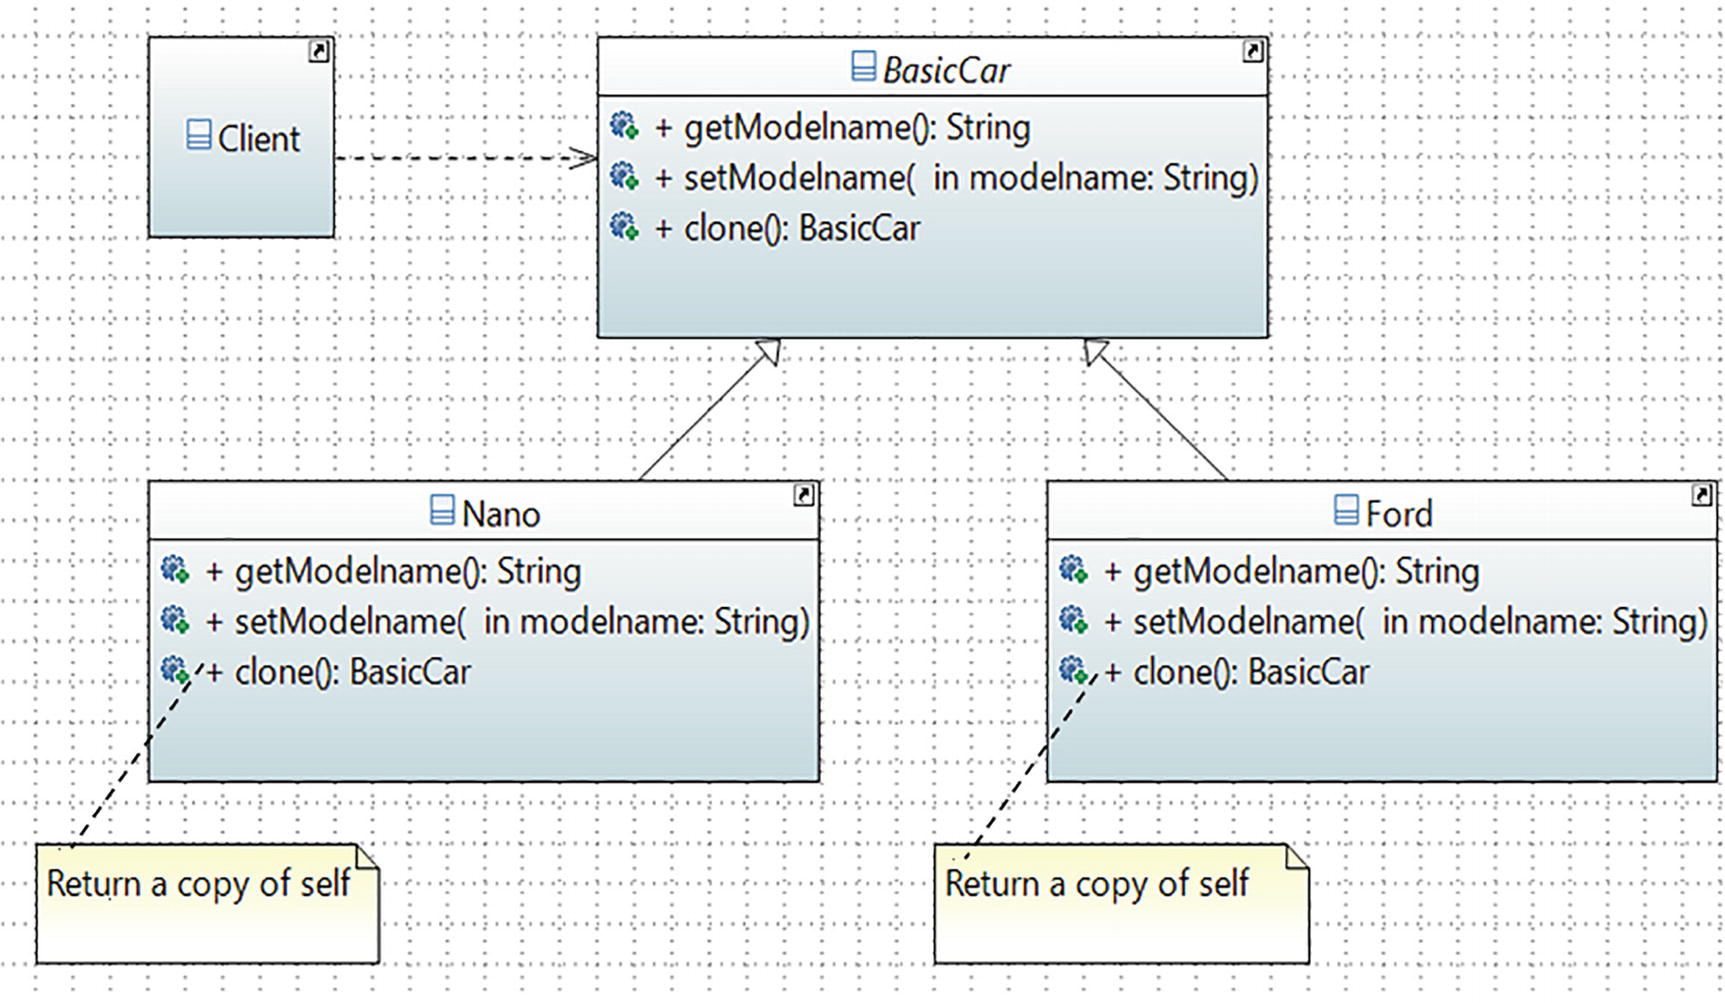 Client
BasicCar
+ getModelname(): String
+ setModelname(  in modelname: String)
+ clone(): BasicCar
Nano
+ getModelname(): String
+ setModelname(  in modelname: String)
+ clone(): BasicCar
Return a copy of self
Ford
+ getModelname(): String
+ setModelname(  in modelname: String)
+ clone(): BasicCar
Return a copy of self